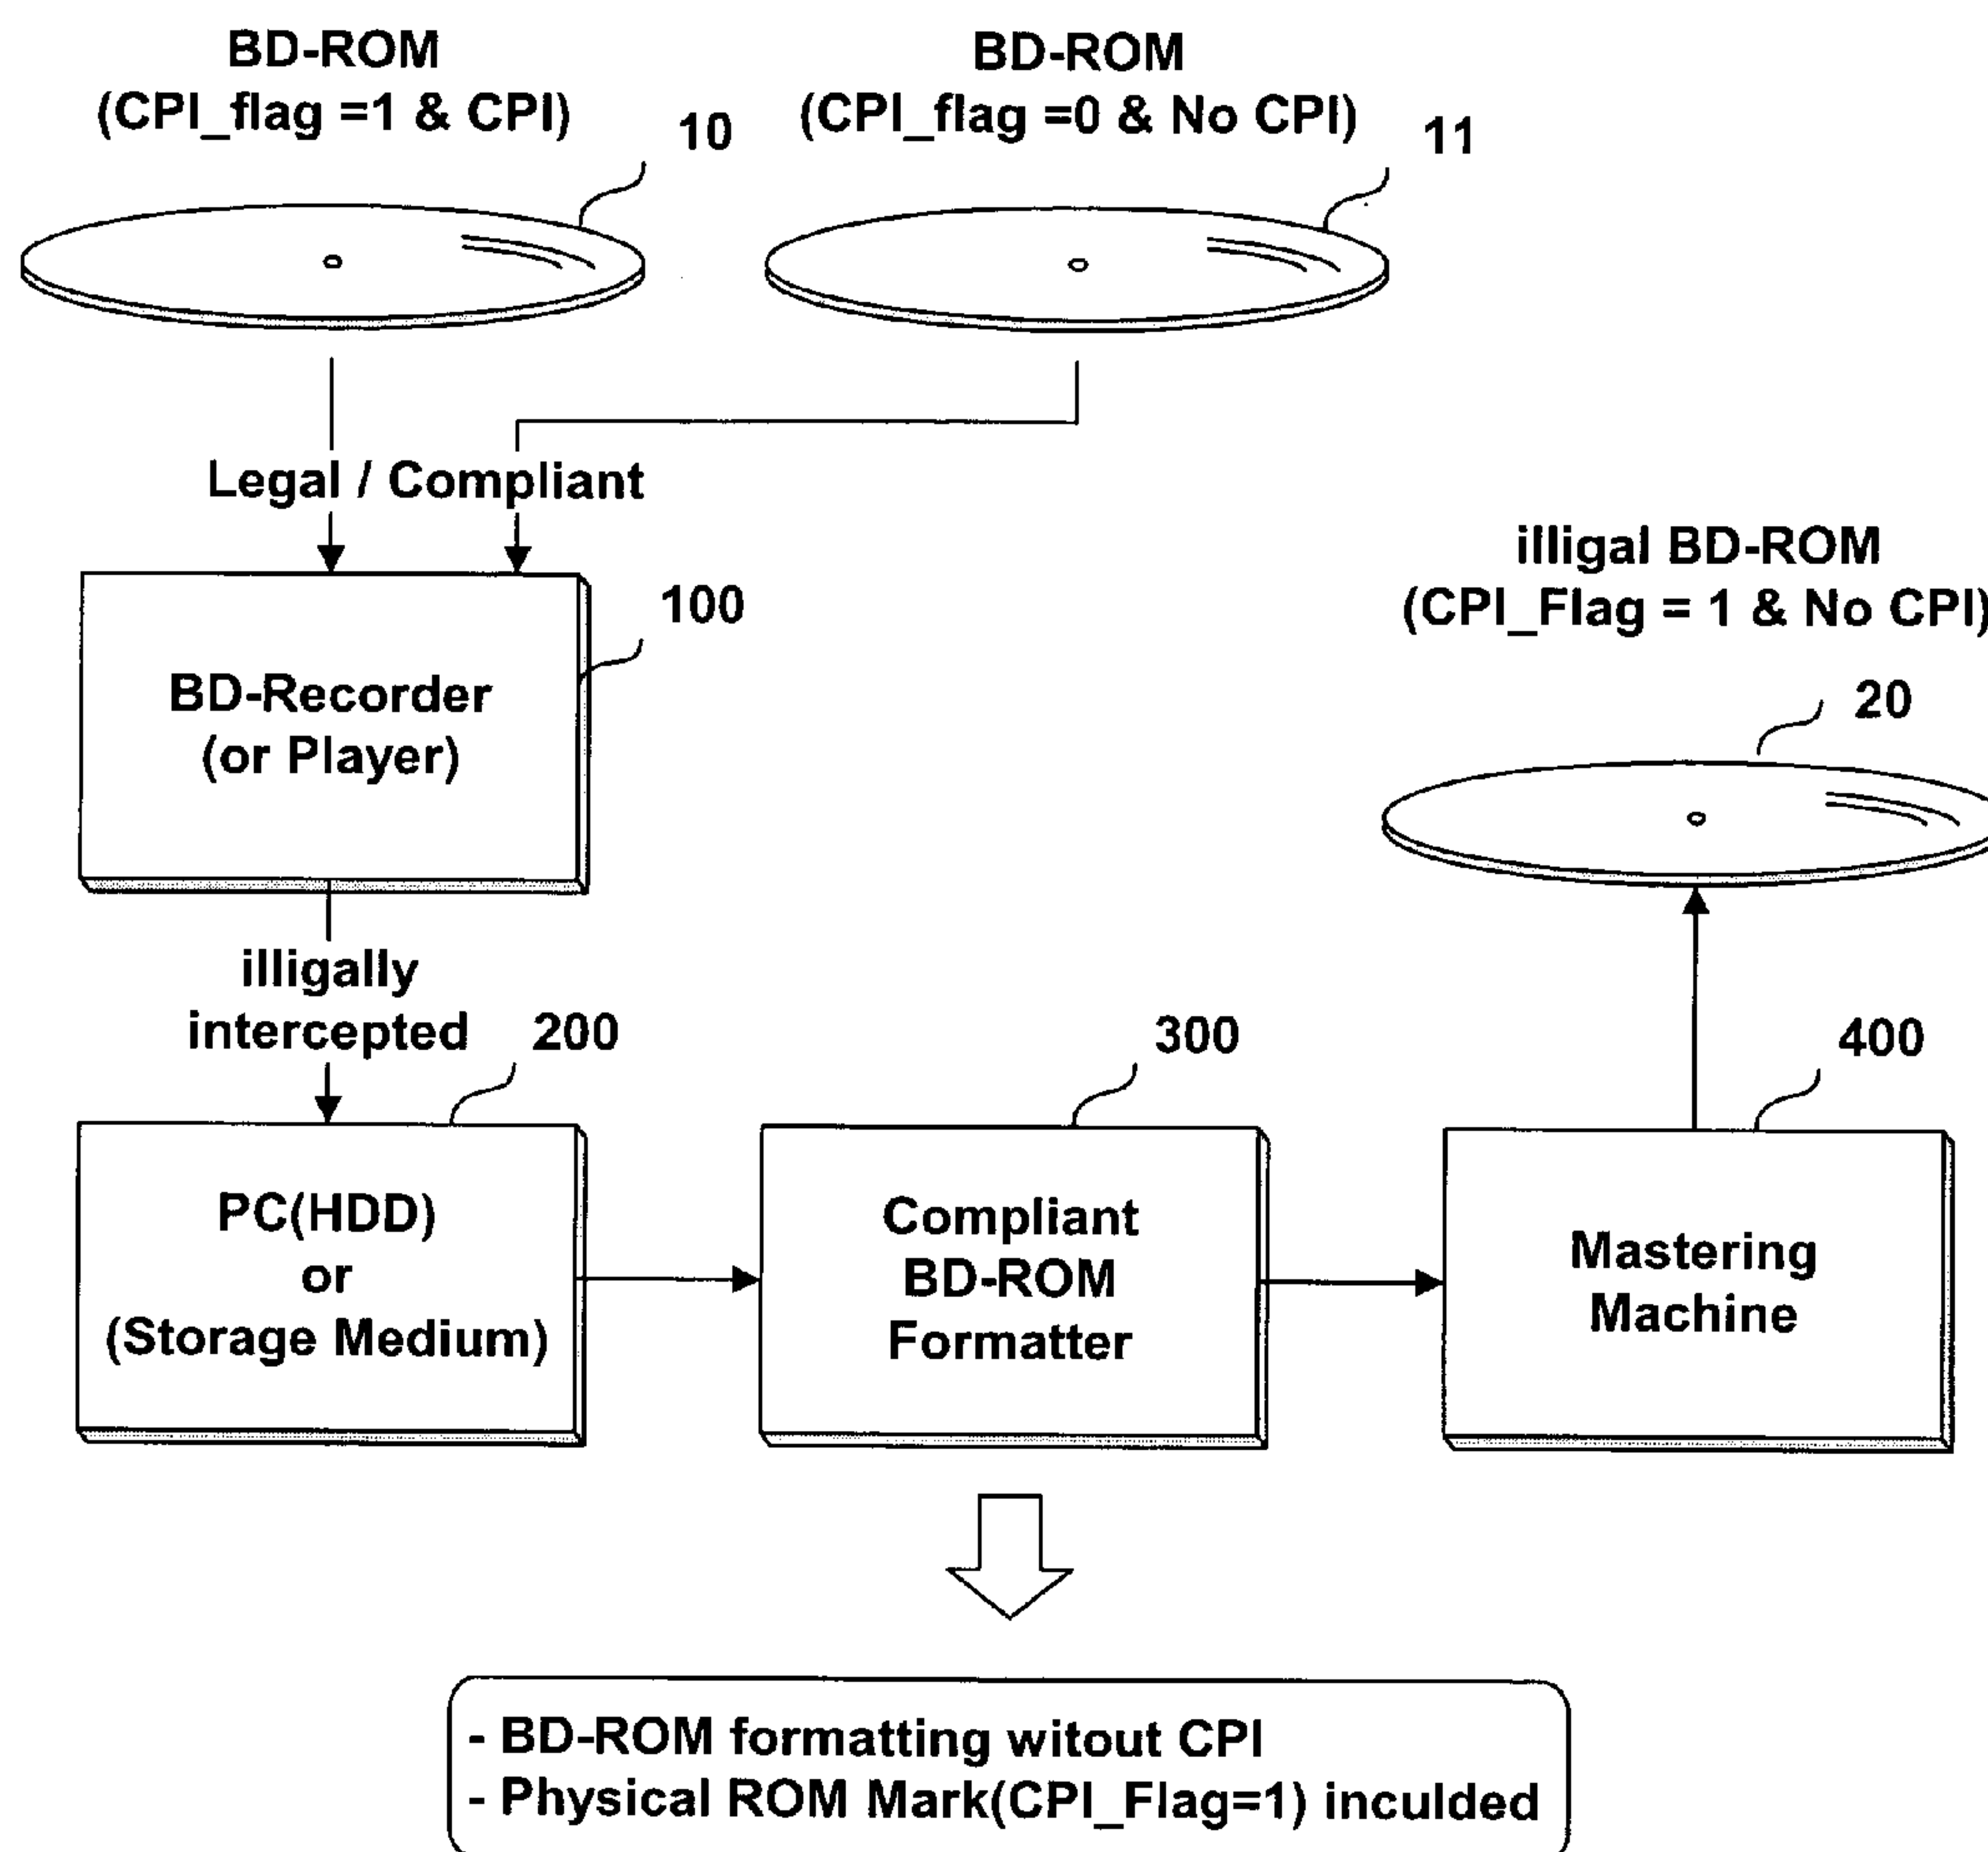 BD-ROM
(CPI_flag =1 & CPI)
10
BD-ROM
(CPI_flag =0 & No CPI)
11
Legal / Compliant
100
BD-Recorder
(or Player)
illigal BD-ROM
(CPI_Flag = 1 & No CPI)
20
illigally
intercepted
200
300
400
PC(HDD)
or
(Storage Medium)
Compliant
BD-ROM
Formatter
Mastering
Machine
- BD-ROM formatting witout CPI
- Physical ROM Mark(CPI_Flag=1) inculded